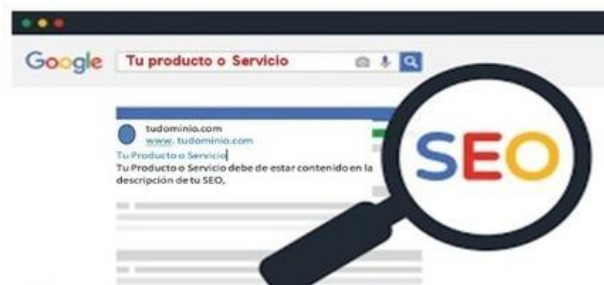 Google
Tu producto o Servicio
tudominio.com
www. tudominio.com
Tu Producto o Servicio
Tu Producto o Servicio debe de estar contenido en la
descripción de tu SEO,
SEO